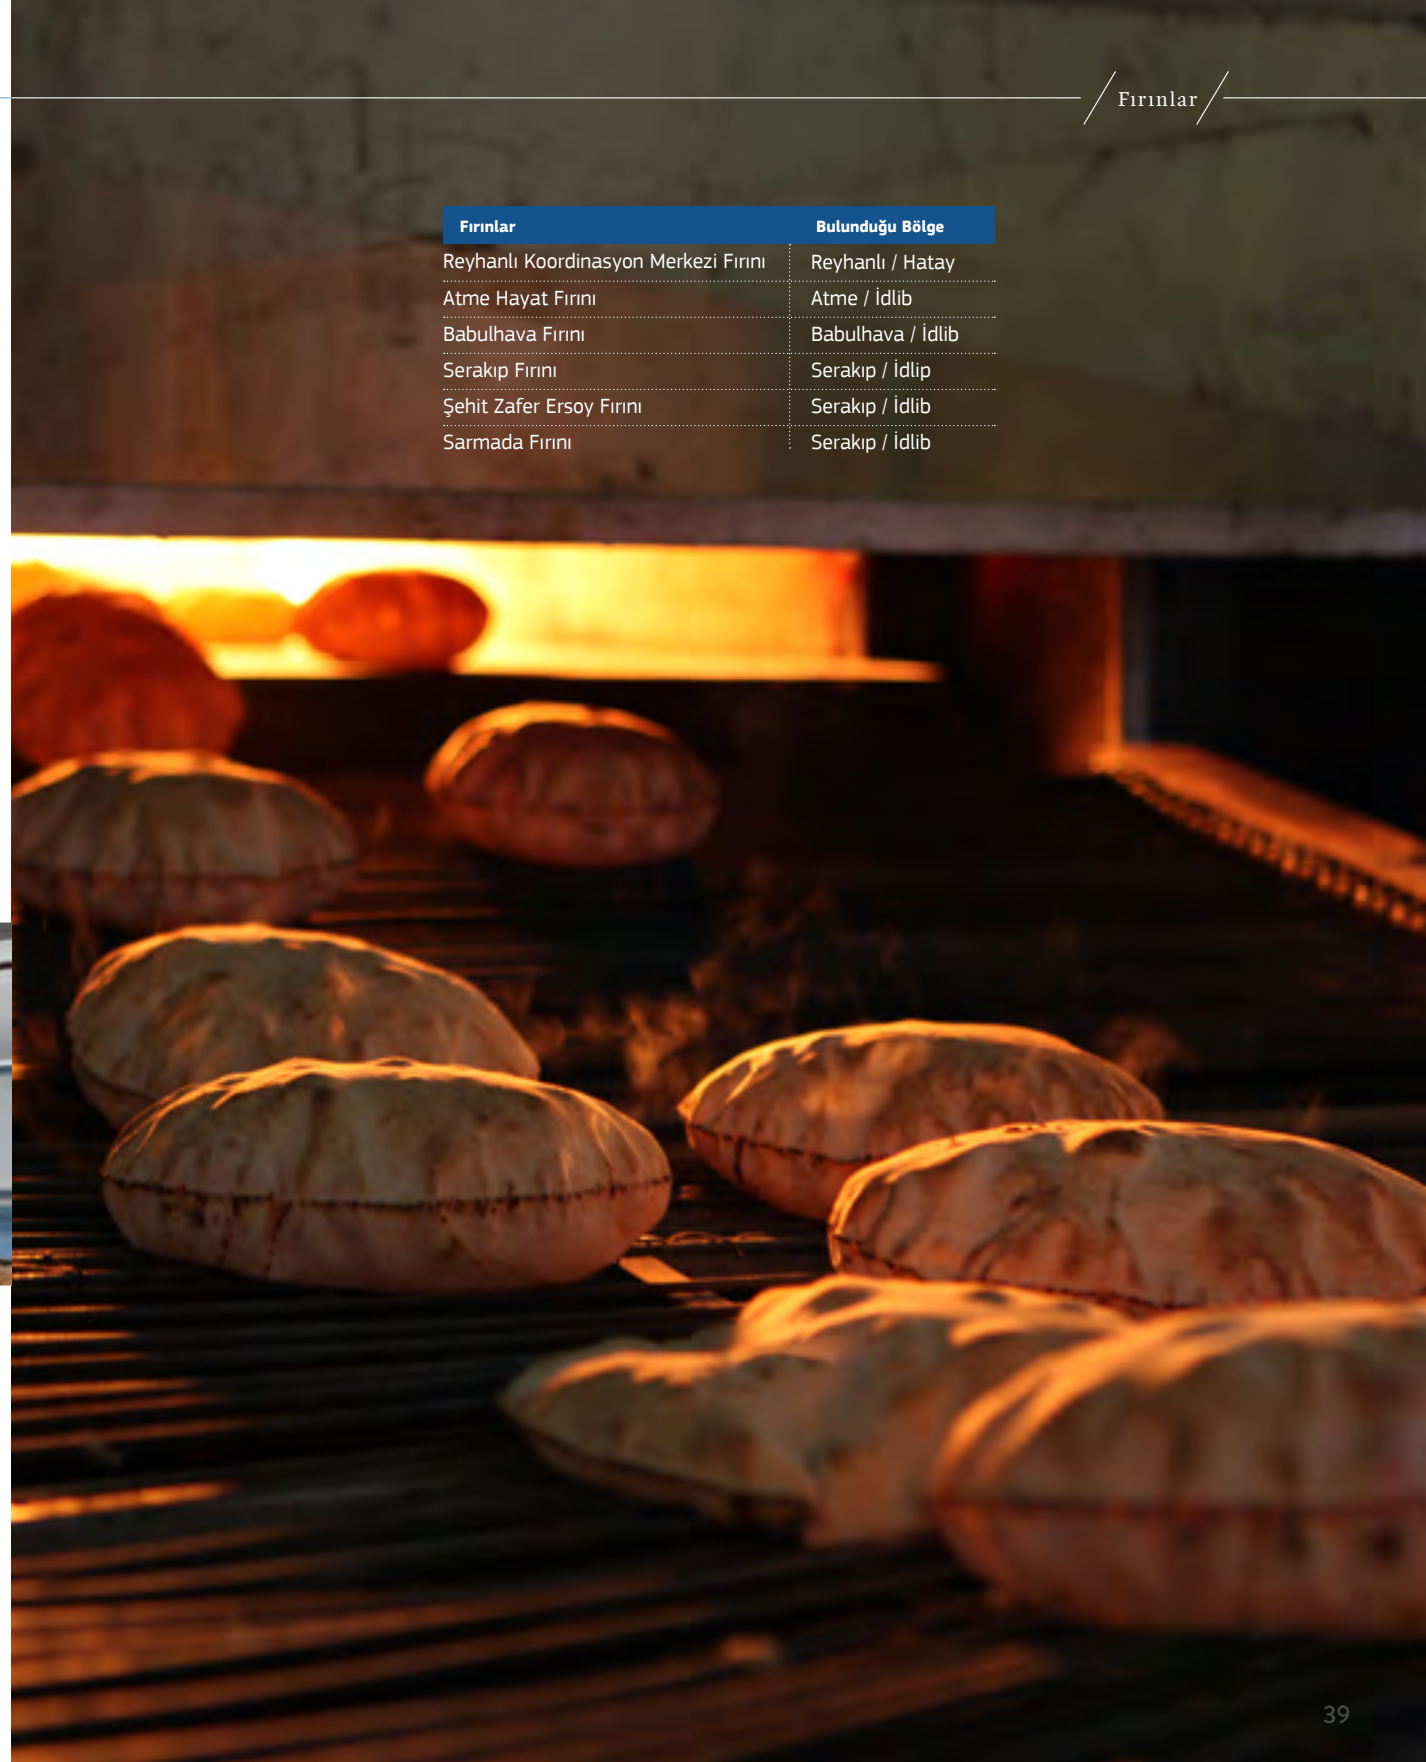 Fırınlar
Fırınlar Bulunduğu Bölge
Reyhanlı Koordinasyon Merkezi Fırını Reyhanlı / Hatay
Atme Hayat Fırını Atme / İdlib
Babulhava Fırını Babulhava / İdlib
Serakıp Fırını Serakıp / İdlip
Şehit Zafer Ersoy Fırını Serakıp / İdlib
Sarmada Fırını Serakıp / İdlib
39